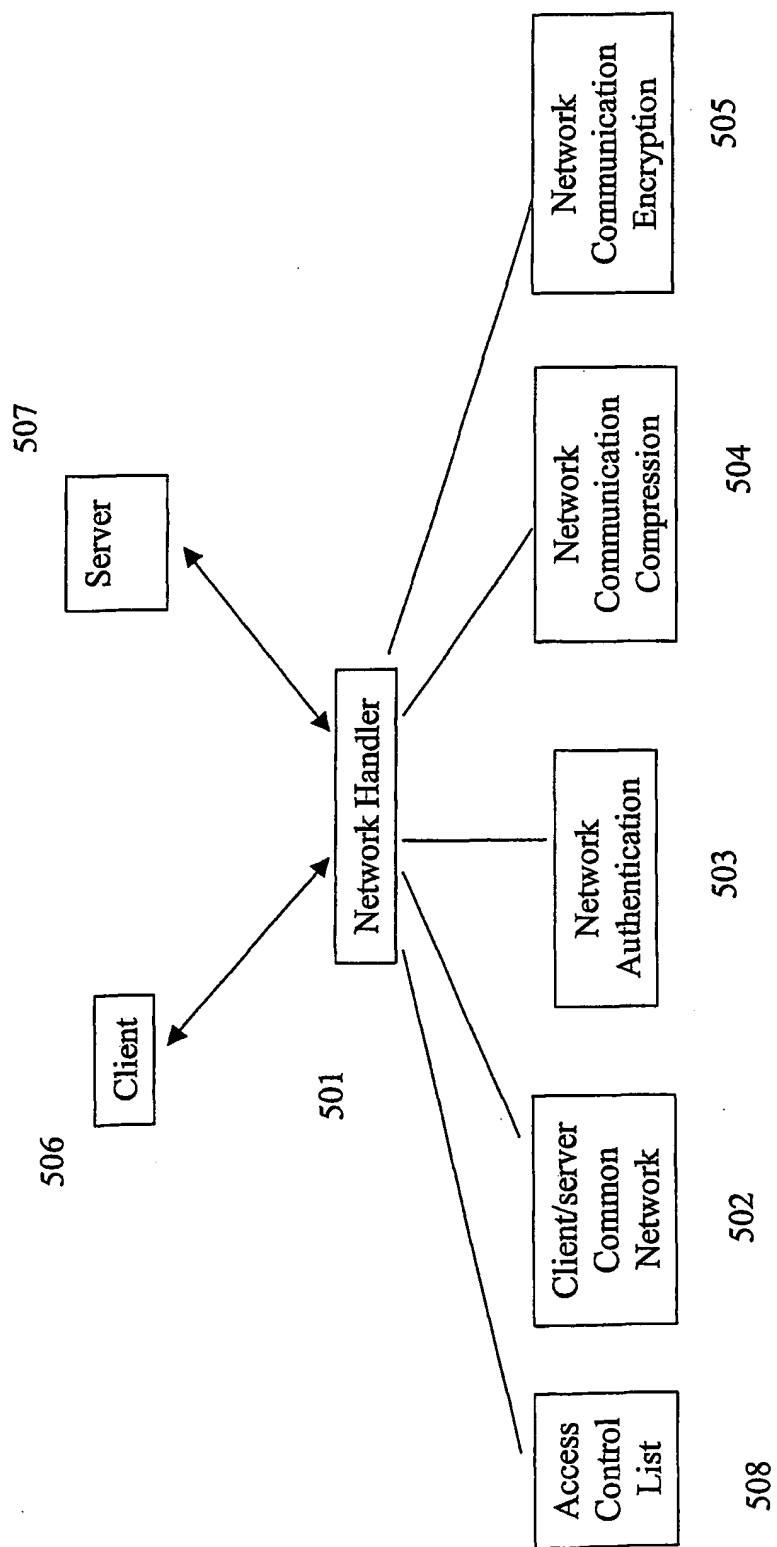 507
506
Server
Client
Network Handler
501
Access
Control
List
Client/server
Common
Network
Network
Authentication
Network
Communication
Compression
Network
Communication
Encryption
508
502
503
504
505